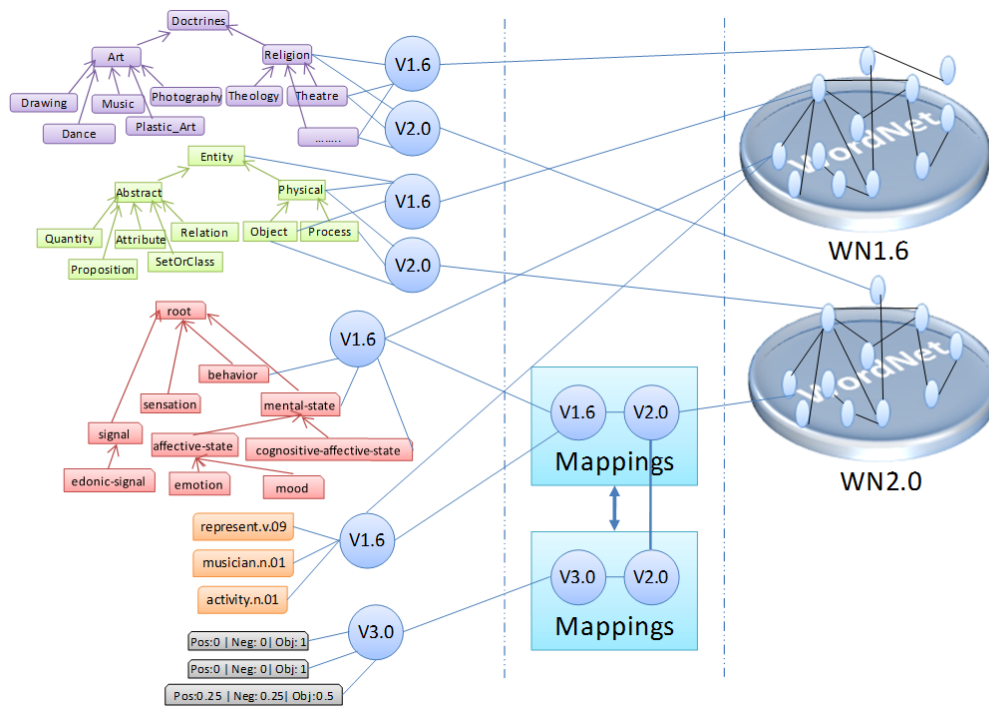 Doctrines
Art
Religion
V1.6
Drawing
Music
Photography
Theology
Theatre
Dance
Plastic_Art
........
V2.0
Entity
Abstract
Physical
V1.6
Quantity
Attribute
Relation
Object
Process
Proposition
SetOrClass
V2.0
root
V1.6
behavior
sensation
mental-state
signal
affective-state
cognositive-affective-state
edonic-signal
emotion
mood
represent.v.09
musician.n.01
activity.n.01
V1.6
V3.0
Pos:0 | Neg: 0| Obj: 1
Pos:0 | Neg: 0| Obj: 1
Pos:0.25 | Neg: 0.25| Obj:0.5
V1.6
V2.0
Mappings
V3.0
V2.0
Mappings
WordNet
WN1.6
WordNet
WN2.0